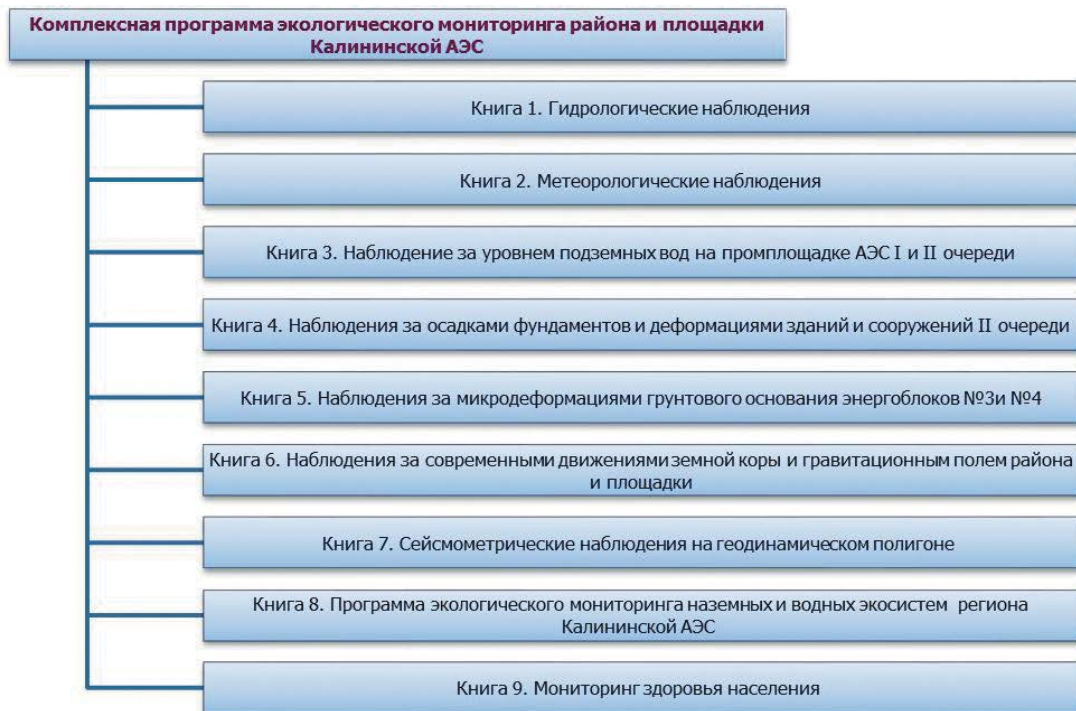 Комплексная программа экологического мониторинга района и площадки
Калининской АЭС
Книга 1. Гидрологические наблюдения
Книга 2. Метеорологические наблюдения
Книга 3. Наблюдение за уровнем подземных вод на промплощадке АЭС I и II очереди
Книга 4. Наблюдения за осадками фундаментов и деформациями зданий и сооружений II очереди
Книга 5. Наблюдения за микродеформациями грунтового основания энергоблоков №3и №4
Книга 6. Наблюдения за современными движениями земной коры и гравитационным полем района
и площадки
Книга 7. Сейсмометрические наблюдения на геодинамическом полигоне
Книга 8. Программа экологического мониторинга наземных и водных экосистем региона
Калининской АЭС
Книга 9. Мониторинг здоровья населения